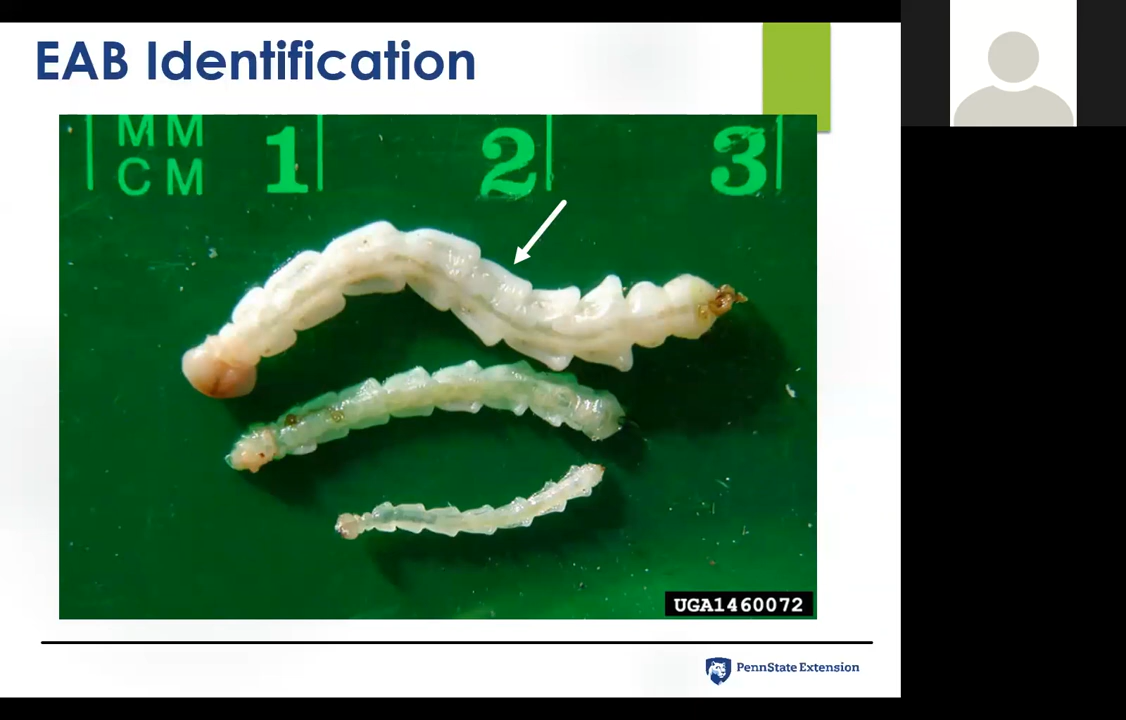 EAB Identification
MM
CM 1 2 3
UGA1460072
PennState Extension